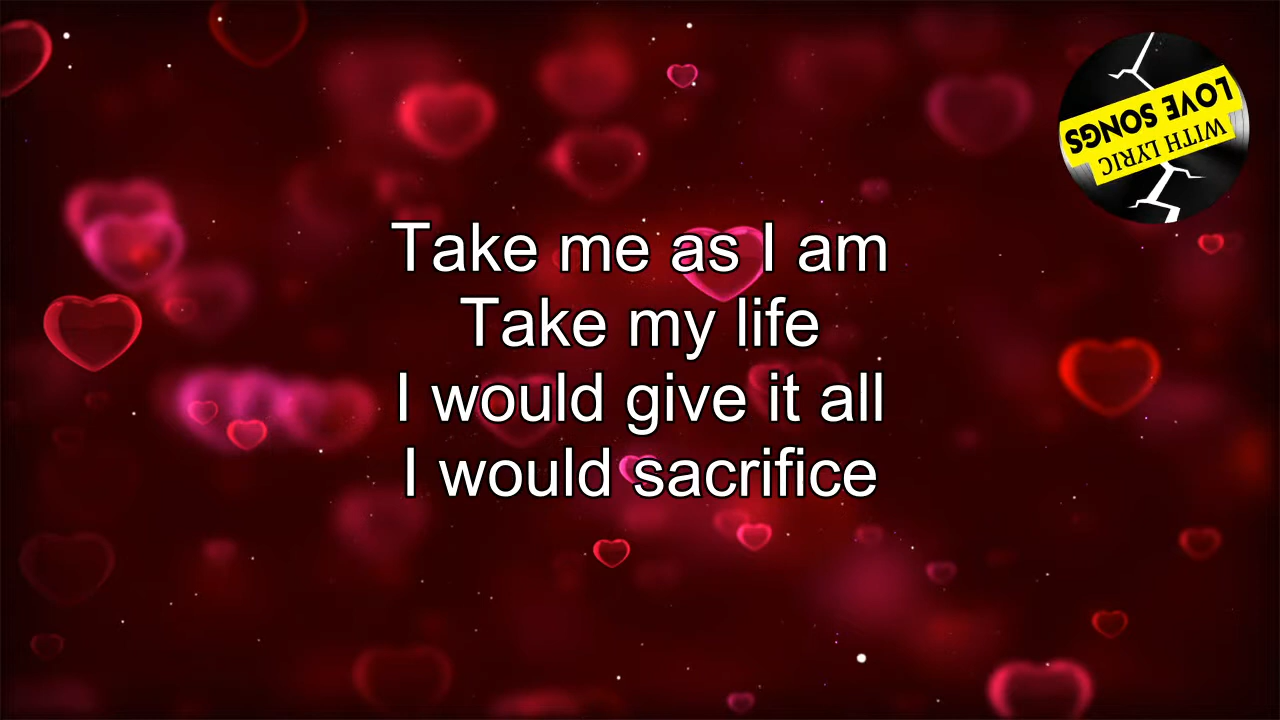 Take me as I am
Take my life
I would give it all
I would sacrifice
LOVE SONGS
WITH LYRIC